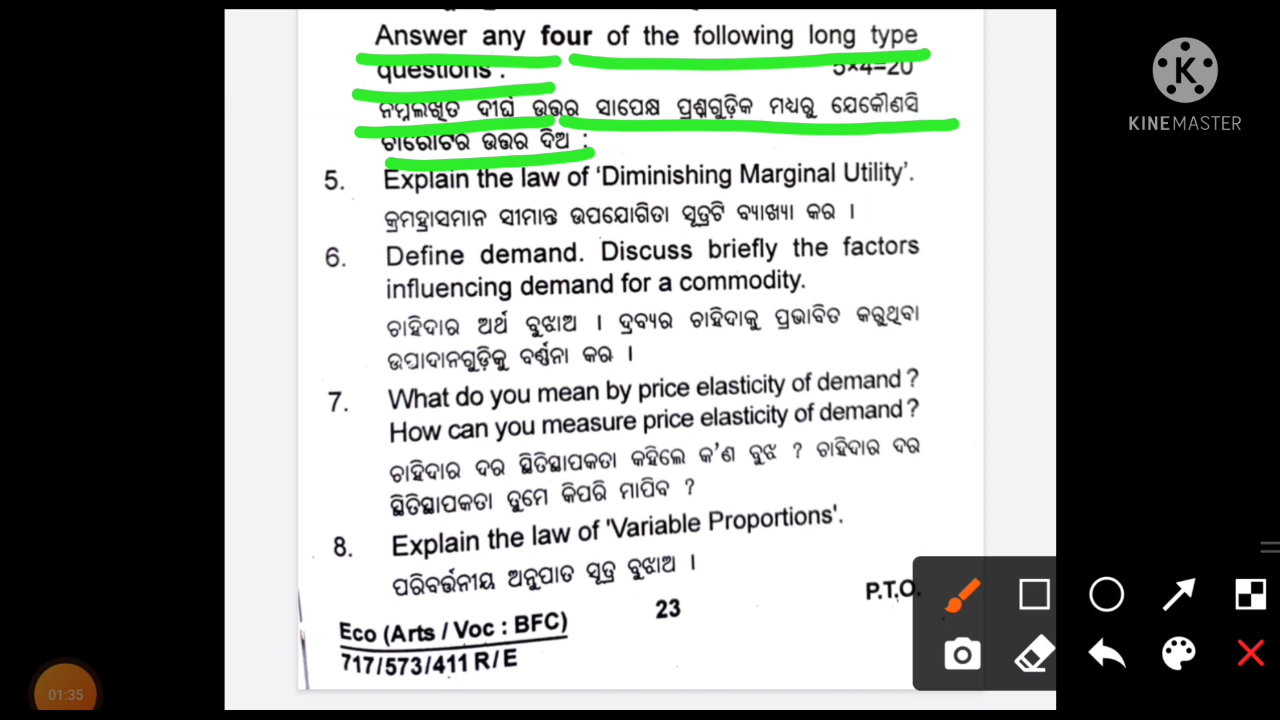 Answer any four of the following long type
questions : 5×4=20
ନିମ୍ନଲିଖିତ ଦୀର୍ଘ ଉତ୍ତର ସାପେକ୍ଷ ପ୍ରଶ୍ନଗୁଡ଼ିକ ମଧ୍ୟରୁ ଯେକୌଣସି
ଚାରୋଟିର ଉତ୍ତର ଦିଅ :
5. Explain the law of ‘Diminishing Marginal Utility’.
କ୍ରମହ୍ରାସମାନ ସୀମାନ୍ତ ଉପଯୋଗିତା ସୂତ୍ରଟି ବ୍ୟାଖ୍ୟା କର ।
6. Define demand. Discuss briefly the factors
influencing demand for a commodity.
ଚାହିଦାର ଅର୍ଥ ବୁଝାଅ । ଦ୍ରବ୍ୟର ଚାହିଦାକୁ ପ୍ରଭାବିତ କରୁଥିବା
ଉପାଦାନଗୁଡ଼ିକୁ ବର୍ଣ୍ଣନା କର ।
7. What do you mean by price elasticity of demand ?
How can you measure price elasticity of demand ?
ଚାହିଦାର ଦର ସ୍ଥିତିସ୍ଥାପକତା କହିଲେ କ'ଣ ବୁଝ ? ଚାହିଦାର ଦର
ସ୍ଥିତିସ୍ଥାପକତା ତୁମେ କିପରି ମାପିବ ?
8. Explain the law of 'Variable Proportions'.
ପରିବର୍ତ୍ତନୀୟ ଅନୁପାତ ସୂତ୍ର ବୁଝାଅ ।
P.T.O.
23
Eco (Arts / Voc : BFC)
717/573/411 R/E
K
KINEMASTER
01:35